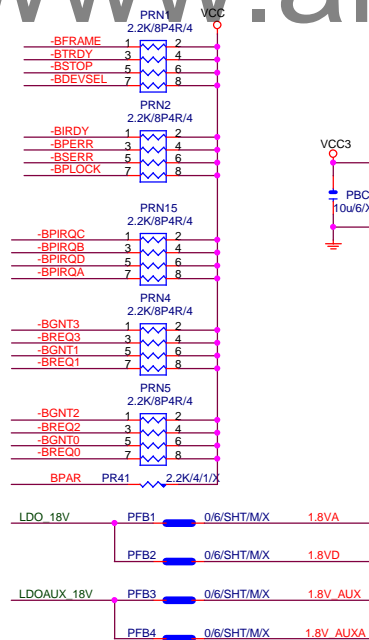 www.al
PRN1 VCC
2.2K/8P4R/4
-BFRAME 1 2
-BTRDY 3 4
-BSTOP 5 6
-BDEVSEL 7 8
PRN2
2.2K/8P4R/4
-BIRDY 1 2
-BPERR 3 4
-BSERR 5 6
-BPLOCK 7 8
VCC3
PBC
10u/6/X
PRN15
2.2K/8P4R/4
-BPIRQC 1 2
-BPIRQB 3 4
-BPIRQD 5 6
-BPIRQA 7 8
PRN4
2.2K/8P4R/4
-BGNT3 1 2
-BREQ3 3 4
-BGNT1 5 6
-BREQ1 7 8
PRN5
2.2K/8P4R/4
-BGNT2 1 2
-BREQ2 3 4
-BGNT0 5 6
-BREQ0 7 8
BPAR PR41 2.2K/4/1/X
LDO_18V PFB1 0/6/SHT/M/X 1.8VA
PFB2 0/6/SHT/M/X 1.8VD
LDOAUX_18V PFB3 0/6/SHT/M/X 1.8V_AUX
PFB4 0/6/SHT/M/X 1.8V_AUXA